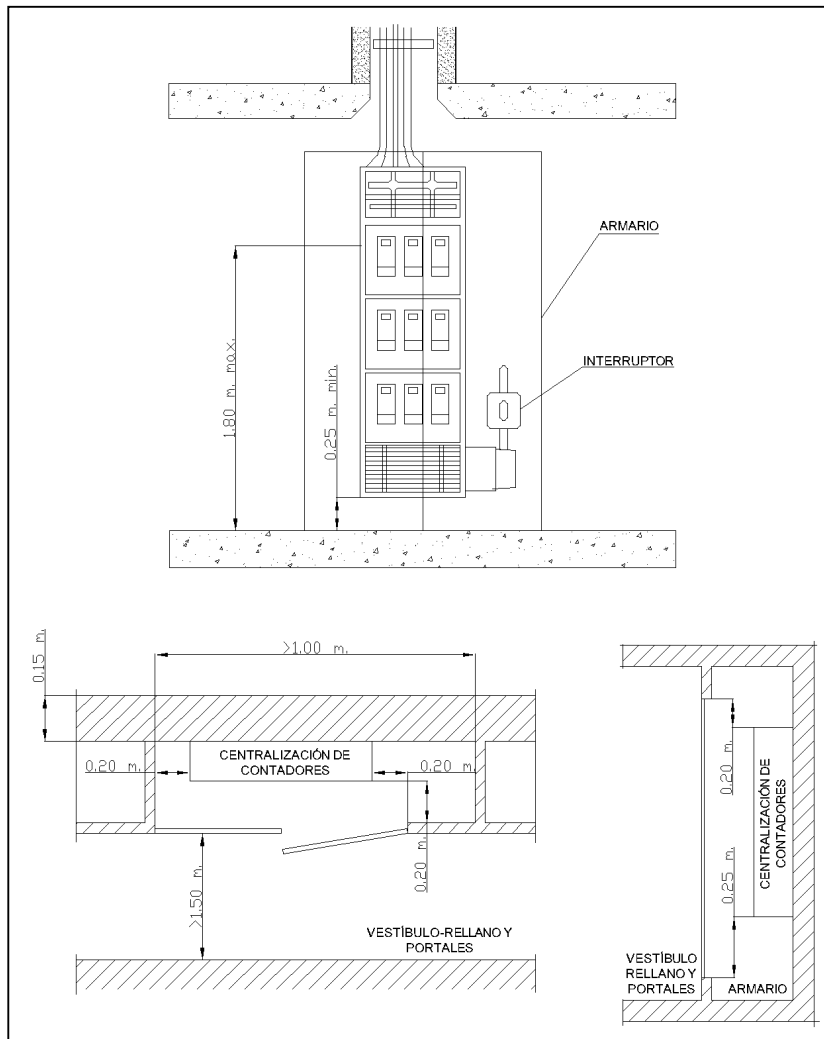 ARMARIO
INTERRUPTOR
1.80 m. max.
0.25 m. min.
0.15 m.
>1.00 m.
CENTRALIZACIÓN DE
CONTADORES
0.20 m.
0.20 m.
0.20 m.
>1.50 m.
VESTÍBULO-RELLANO Y
PORTALES
0.20 m.
CENTRALIZACIÓN DE
CONTADORES
0.25 m.
VESTÍBULO
RELLANO Y
PORTALES
ARMARIO